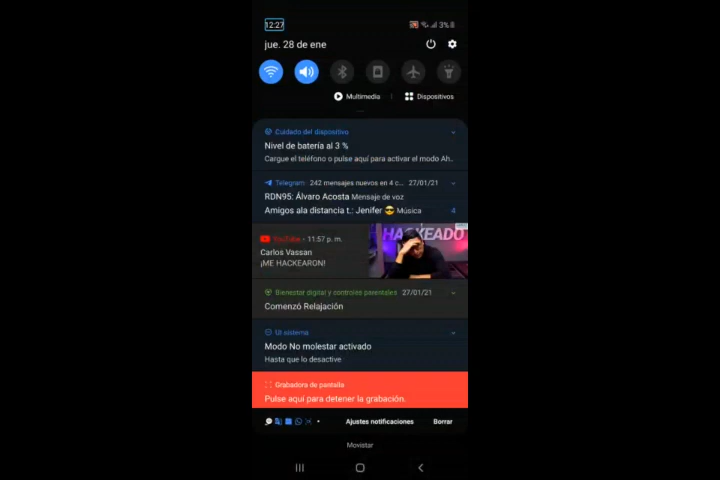 12:27
3%
jue. 28 de ene
Multimedia
Dispositivos
Cuidado del dispositivo
Nivel de batería al 3 %
Cargue el teléfono o pulse aquí para activar el modo Ah..
Telegram 242 mensajes nuevos en 4 c... 27/01/21
RDN95: Álvaro Acosta Mensaje de voz
Amigos ala distancia t.: Jenifer 😎 Música 4
YouTube • 11:57 p. m.
Carlos Vassan
¡ME HACKEARON!
HACKEADO
Bienestar digital y controles parentales 27/01/21
Comenzó Relajación
UI sistema
Modo No molestar activado
Hasta que lo desactive
Grabadora de pantalla
Pulse aquí para detener la grabación.
Ajustes notificaciones Borrar
Movistar